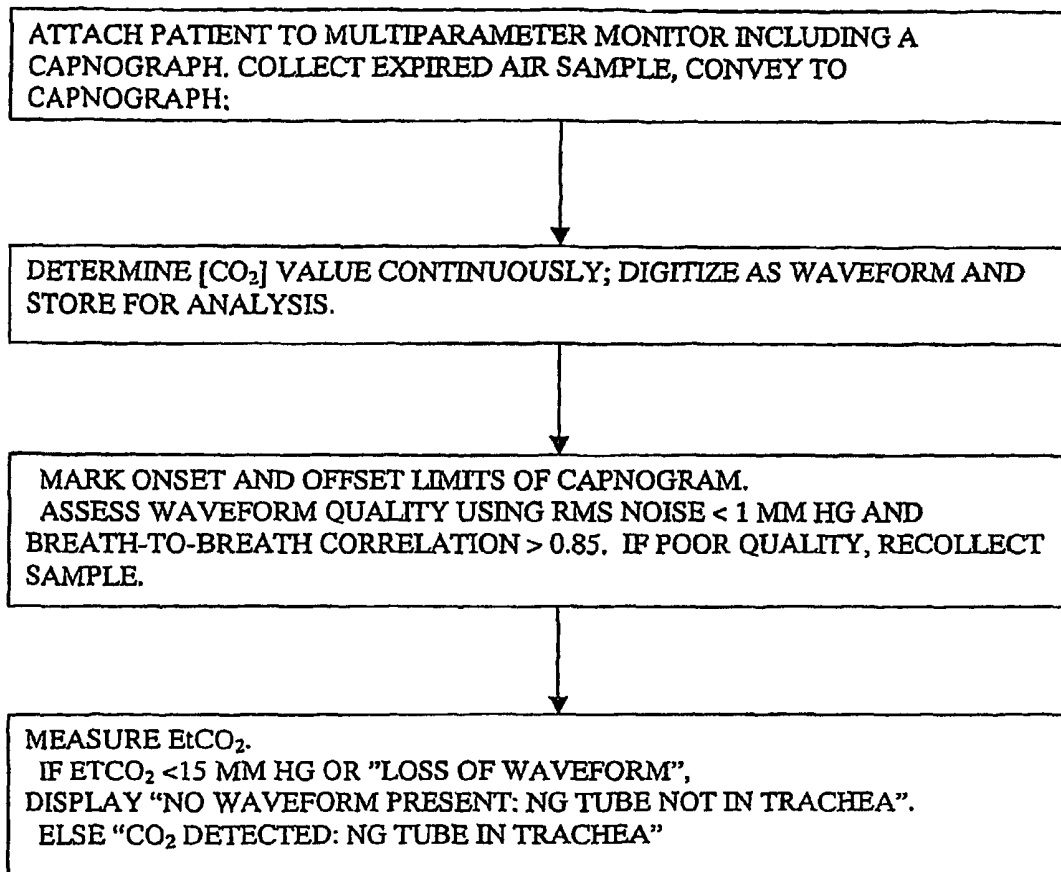 ATTACH PATIENT TO MULTIPARAMETER MONITOR INCLUDING A
CAPNOGRAPH. COLLECT EXPIRED AIR SAMPLE, CONVEY TO
CAPNOGRAPH;
DETERMINE [CO₂] VALUE CONTINUOUSLY; DIGITIZE AS WAVEFORM AND
STORE FOR ANALYSIS.
MARK ONSET AND OFFSET LIMITS OF CAPNOGRAM.
ASSESS WAVEFORM QUALITY USING RMS NOISE < 1 MM HG AND
BREATH-TO-BREATH CORRELATION > 0.85. IF POOR QUALITY, RECOLLECT
SAMPLE.
MEASURE EtCO₂.
IF ETCO₂ <15 MM HG OR "LOSS OF WAVEFORM",
DISPLAY "NO WAVEFORM PRESENT: NG TUBE NOT IN TRACHEA".
ELSE "CO₂ DETECTED: NG TUBE IN TRACHEA"